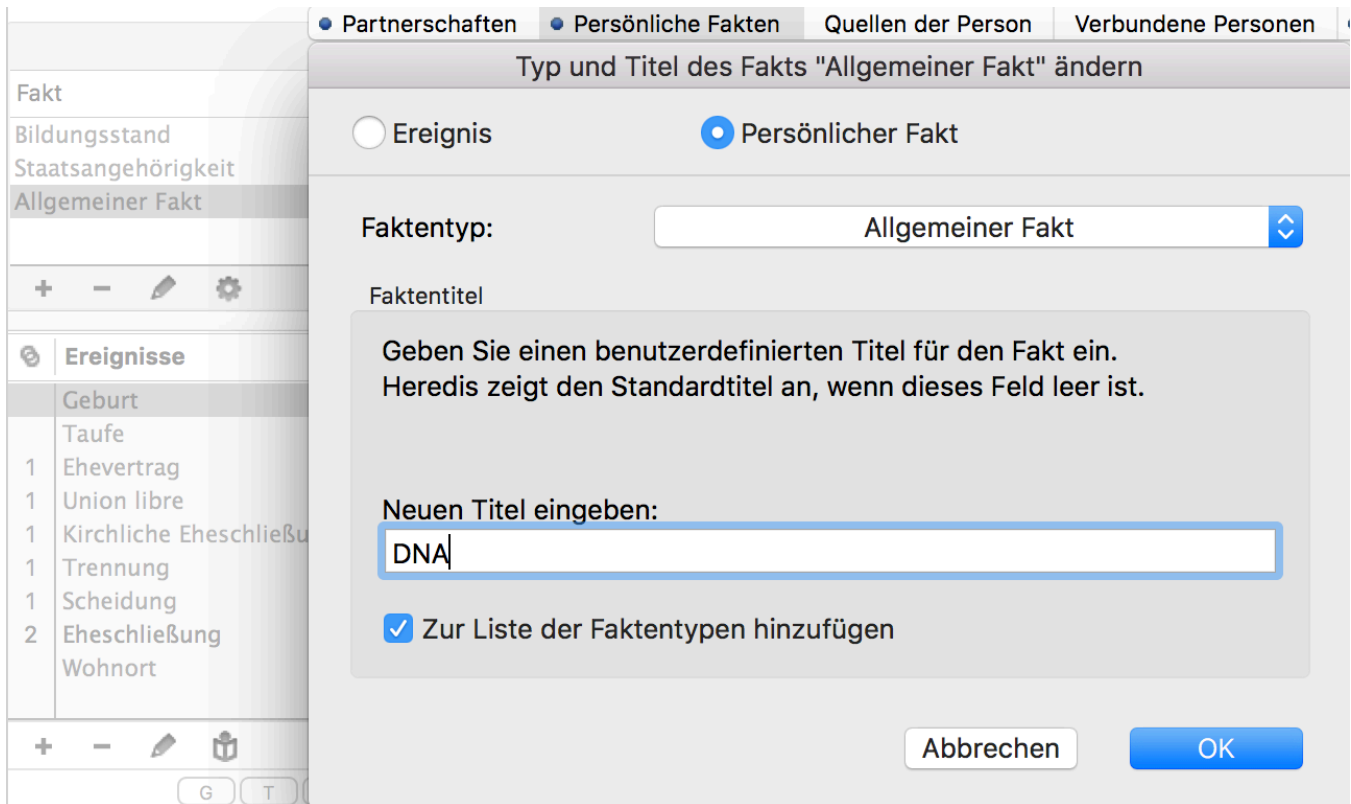 Partnerschaften
Persönliche Fakten
Quellen der Person
Verbundene Personen
Typ und Titel des Fakts "Allgemeiner Fakt" ändern
Fakt
Bildungsstand
Staatsangehörigkeit
Allgemeiner Fakt
Ereignis
Persönlicher Fakt
Faktentyp:
Allgemeiner Fakt
Faktentitel
Geben Sie einen benutzerdefinierten Titel für den Fakt ein.
Heredis zeigt den Standardtitel an, wenn dieses Feld leer ist.
Neuen Titel eingeben:
DNA
Zur Liste der Faktentypen hinzufügen
Abbrechen
OK
Ereignisse
Geburt
Taufe
1 Ehevertrag
1 Union libre
1 Kirchliche Eheschließu
1 Trennung
1 Scheidung
2 Eheschließung
Wohnort
G
T